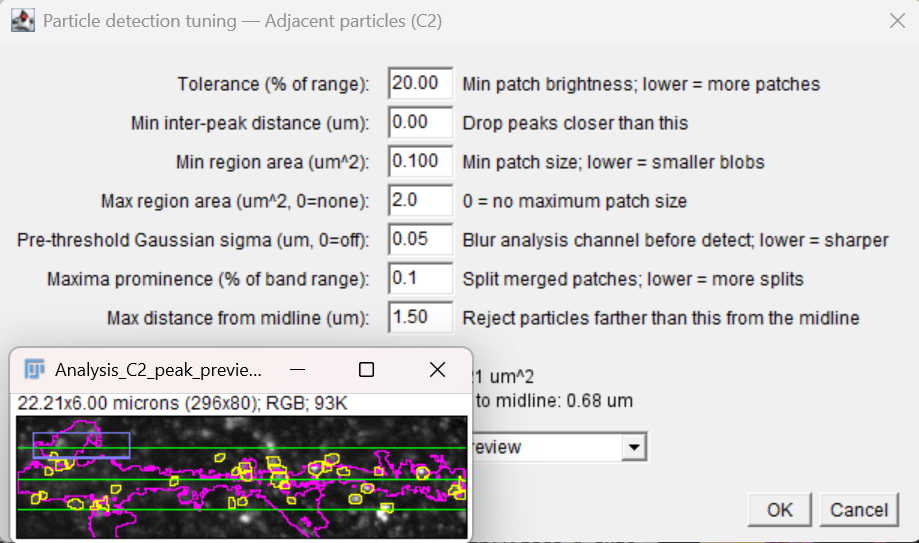 Particle detection tuning — Adjacent particles (C2)
Tolerance (% of range): 20.00 Min patch brightness; lower = more patches
Min inter-peak distance (um): 0.00 Drop peaks closer than this
Min region area (um^2): 0.100 Min patch size; lower = smaller blobs
Max region area (um^2, 0=none): 2.0 0 = no maximum patch size
Pre-threshold Gaussian sigma (um, 0=off): 0.05 Blur analysis channel before detect; lower = sharper
Maxima prominence (% of band range): 0.1 Split merged patches; lower = more splits
Max distance from midline (um): 1.50 Reject particles farther than this from the midline
Analysis_C2_peak_previe...
um^2
22.21x6.00 microns (296x80); RGB; 93K
to midline: 0.68 um
OK Cancel